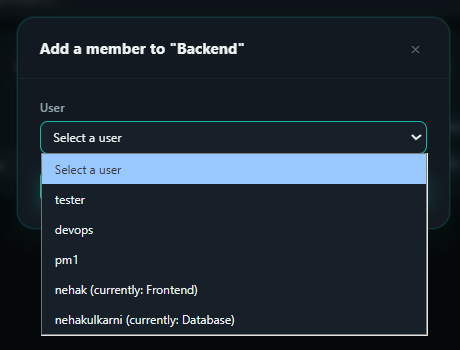 Add a member to "Backend"
×
User
Select a user
Select a user
tester
devops
pm1
nehak (currently: Frontend)
nehakulkarni (currently: Database)